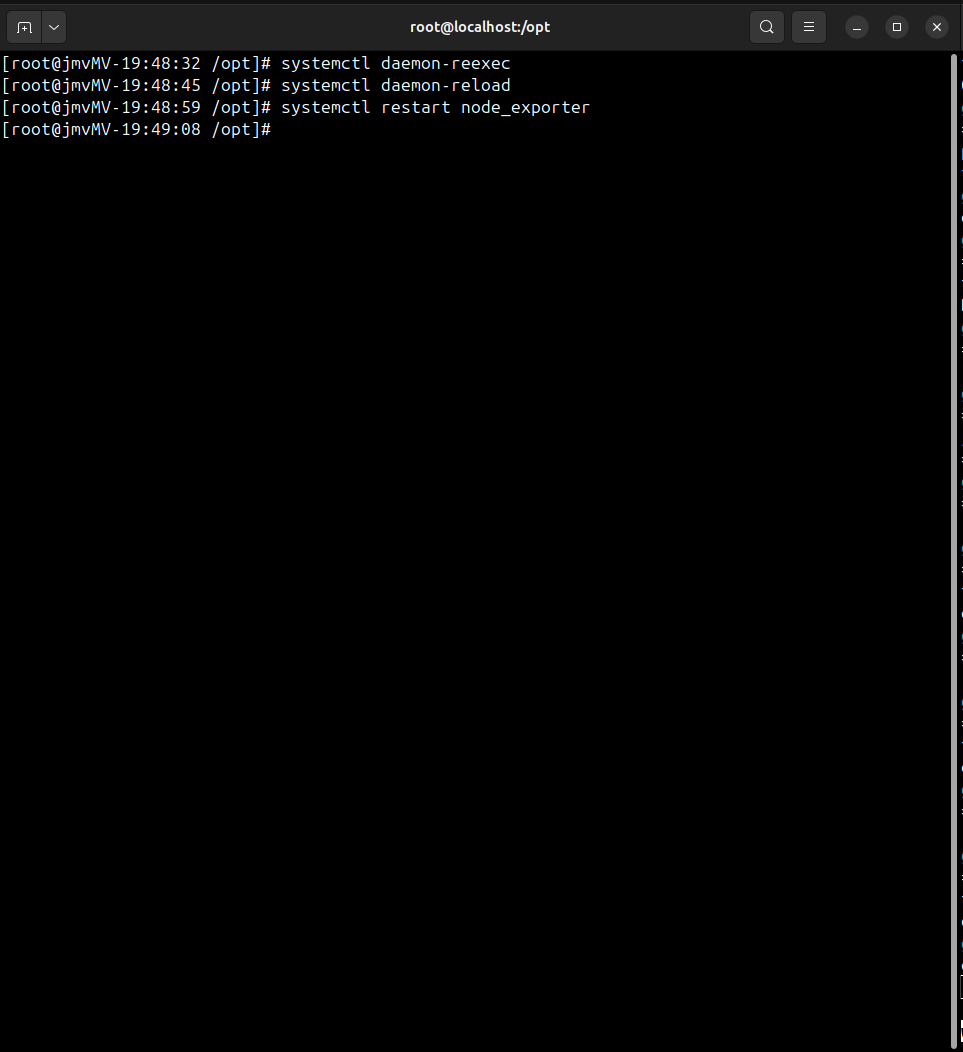 root@localhost:/opt
[root@jmvMV-19:48:32 /opt]# systemctl daemon-reexec
[root@jmvMV-19:48:45 /opt]# systemctl daemon-reload
[root@jmvMV-19:48:59 /opt]# systemctl restart node_exporter
[root@jmvMV-19:49:08 /opt]#